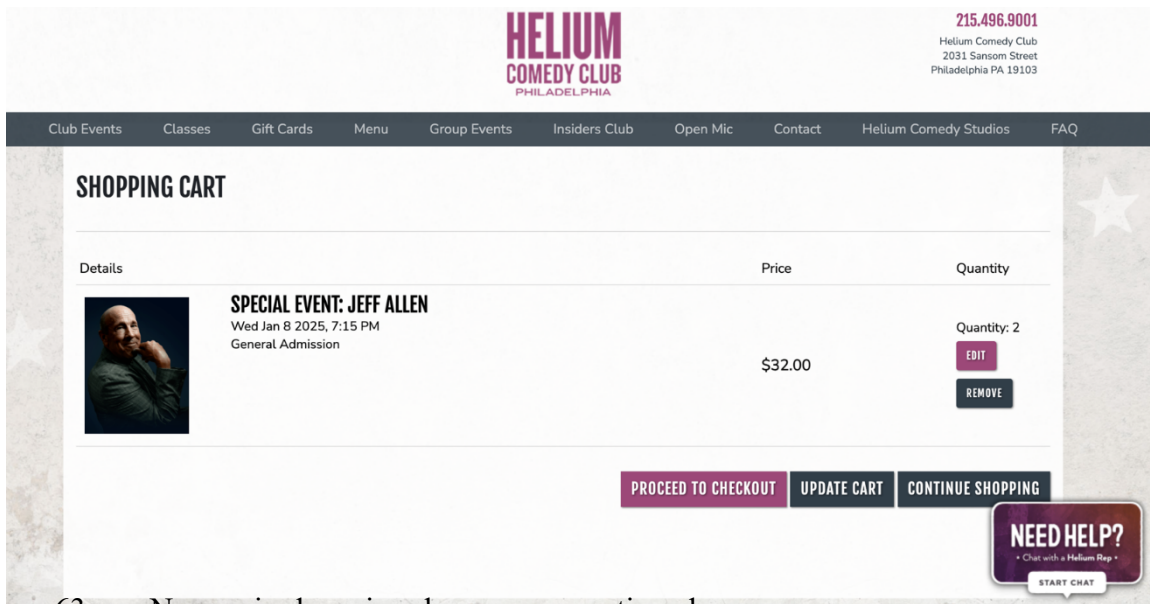 HELIUM
COMEDY CLUB
PHILADELPHIA
215.496.9001
Helium Comedy Club
2031 Sansom Street
Philadelphia PA 19103
Club Events Classes Gift Cards Menu Group Events Insiders Club Open Mic Contact Helium Comedy Studios FAQ
SHOPPING CART
Details Price Quantity
SPECIAL EVENT: JEFF ALLEN
Wed Jan 8 2025, 7:15 PM
General Admission
$32.00
Quantity: 2
EDIT
REMOVE
PROCEED TO CHECKOUT UPDATE CART CONTINUE SHOPPING
NEED HELP?
• Chat with a Helium Rep •
START CHAT